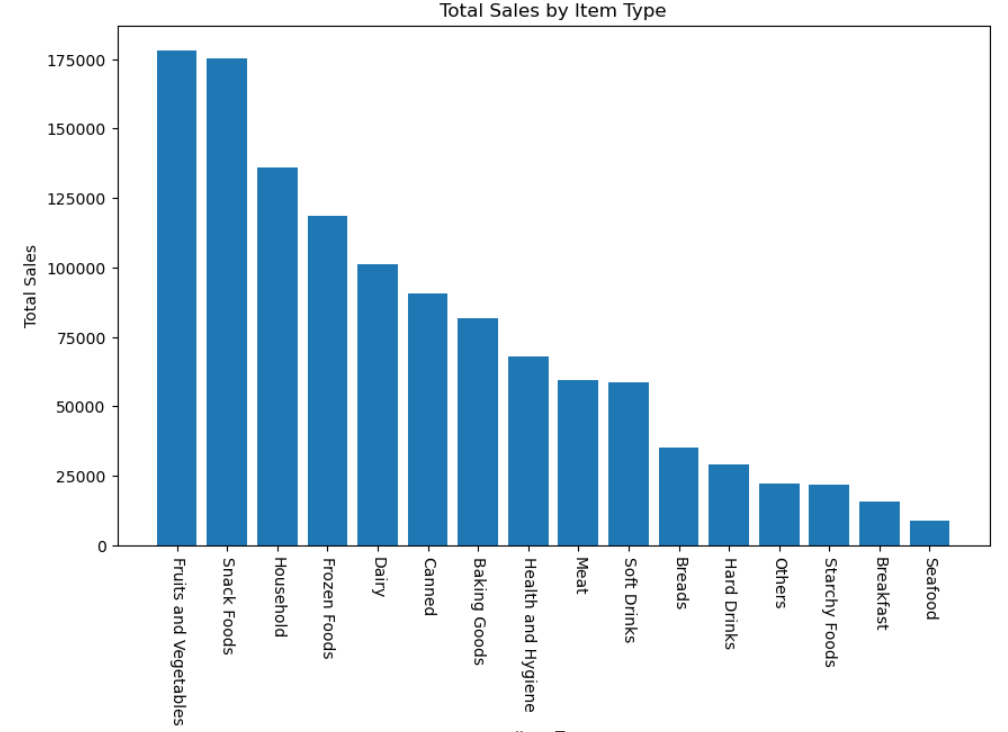 Total Sales by Item Type
Total Sales
175000
150000
125000
100000
75000
50000
25000
0
Fruits and Vegetables
Snack Foods
Household
Frozen Foods
Dairy
Canned
Baking Goods
Health and Hygiene
Meat
Soft Drinks
Breads
Hard Drinks
Others
Starchy Foods
Breakfast
Seafood